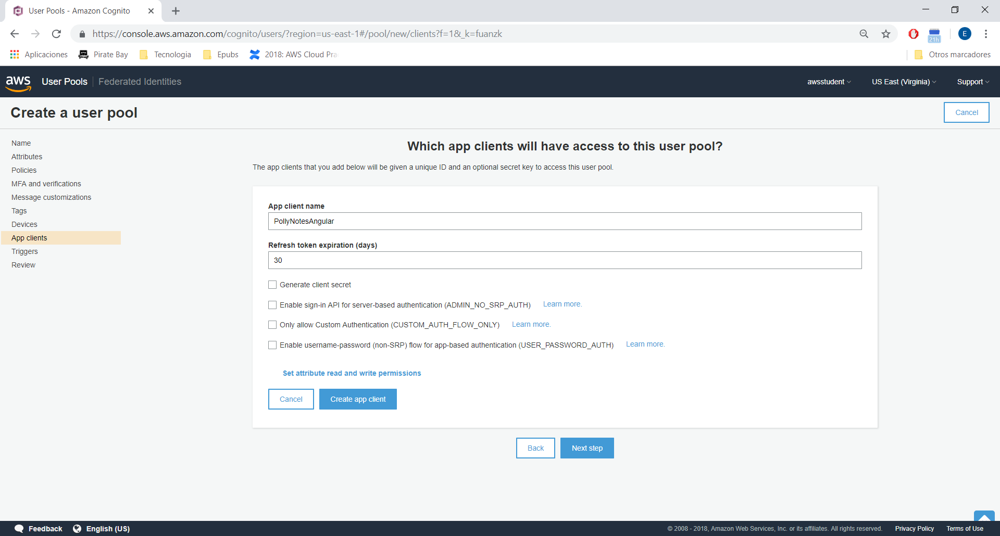 User Pools - Amazon Cognito
https://console.aws.amazon.com/cognito/users/?region=us-east-1#/pool/new/clients?f=1&_k=fuanzk
21h
E
Aplicaciones
Pirate Bay
Tecnologia
Epubs
2018: AWS Cloud Pra
Otros marcadores
aws
User Pools
Federated Identities
awsstudent
US East (Virginia)
Support
Create a user pool
Cancel
Name
Attributes
Policies
MFA and verifications
Message customizations
Tags
Devices
App clients
Triggers
Review
Which app clients will have access to this user pool?
The app clients that you add below will be given a unique ID and an optional secret key to access this user pool.
App client name
PollyNotesAngular
Refresh token expiration (days)
30
Generate client secret
Enable sign-in API for server-based authentication (ADMIN_NO_SRP_AUTH) Learn more.
Only allow Custom Authentication (CUSTOM_AUTH_FLOW_ONLY) Learn more.
Enable username-password (non-SRP) flow for app-based authentication (USER_PASSWORD_AUTH) Learn more.
Set attribute read and write permissions
Cancel
Create app client
Back
Next step
Feedback
English (US)
© 2008 - 2018, Amazon Web Services, Inc. or its affiliates. All rights reserved.
Privacy Policy
Terms of Use